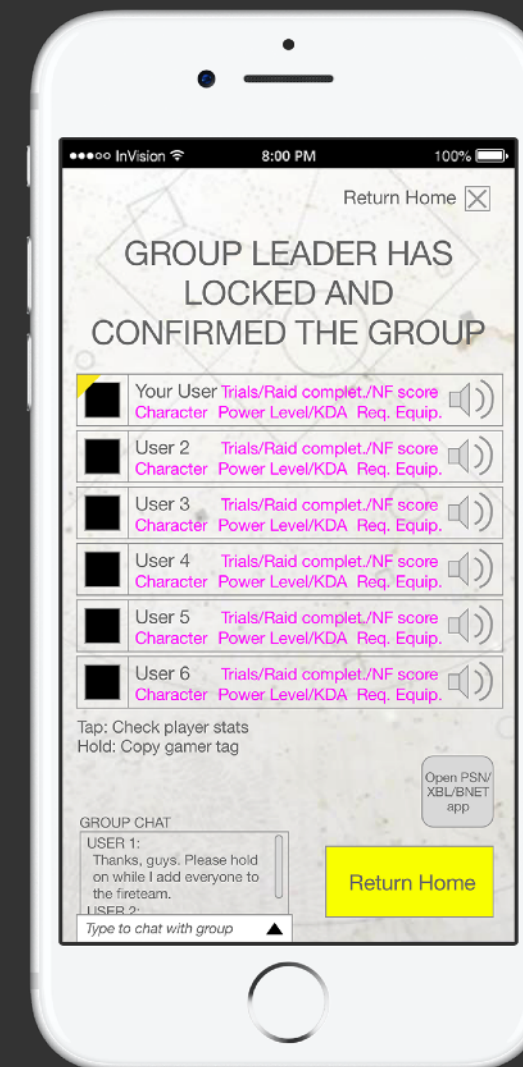 InVision 8:00 PM 100%
Return Home
GROUP LEADER HAS
LOCKED AND
CONFIRMED THE GROUP
Your User Trials/Raid complet./NF score
Character Power Level/KDA Req. Equip.
User 2 Trials/Raid complet./NF score
Character Power Level/KDA Req. Equip.
User 3 Trials/Raid complet./NF score
Character Power Level/KDA Req. Equip.
User 4 Trials/Raid complet./NF score
Character Power Level/KDA Req. Equip.
User 5 Trials/Raid complet./NF score
Character Power Level/KDA Req. Equip.
User 6 Trials/Raid complet./NF score
Character Power Level/KDA Req. Equip.
Tap: Check player stats
Hold: Copy gamer tag
Open PSN/
XBL/BNET
app
GROUP CHAT
USER 1:
Thanks, guys. Please hold
on while I add everyone to
the fireteam.
USER 2:
Type to chat with group
Return Home